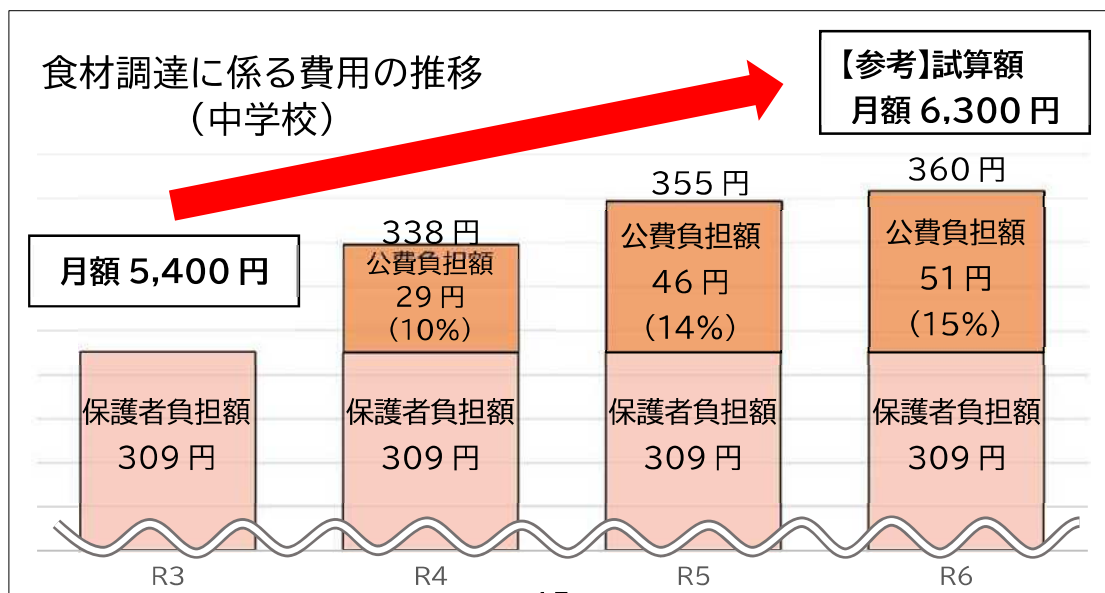 食材調達に係る費用の推移
（中学校）
【参考】試算額
月額 6,300 円
月額 5,400 円
338 円
公費負担額
29 円
（10%）
355 円
公費負担額
46 円
（14%）
360 円
公費負担額
51 円
（15%）
保護者負担額
309 円
保護者負担額
309 円
保護者負担額
309 円
保護者負担額
309 円
R3
R4
R5
R6